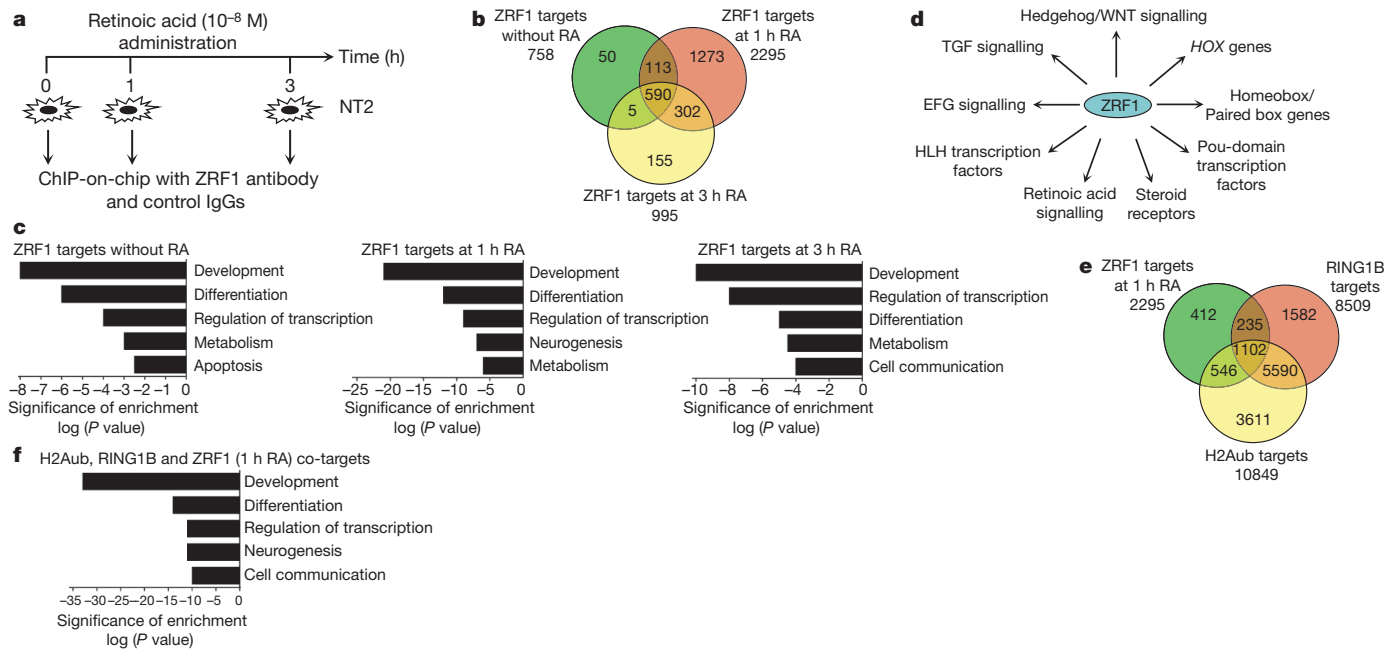 a
Retinoic acid (10⁻⁸ M)
administration
Time (h)
0
1
3
NT2
ChIP-on-chip with ZRF1 antibody
and control IgGs
b
ZRF1 targets
without RA
758
ZRF1 targets
at 1 h RA
2295
50
113
1273
590
5
302
155
ZRF1 targets at 3 h RA
995
c
ZRF1 targets without RA
Development
Differentiation
Regulation of transcription
Metabolism
Apoptosis
−8 −7 −6 −5 −4 −3 −2 −1 0
Significance of enrichment
log (P value)
ZRF1 targets at 1 h RA
Development
Differentiation
Regulation of transcription
Neurogenesis
Metabolism
−25 −20 −15 −10 −5 0
Significance of enrichment
log (P value)
ZRF1 targets at 3 h RA
Development
Regulation of transcription
Differentiation
Metabolism
Cell communication
−10 −8 −6 −4 −2 0
Significance of enrichment
log (P value)
d
Hedgehog/WNT signalling
TGF signalling
HOX genes
EFG signalling
ZRF1
Homeobox/
Paired box genes
HLH transcription
factors
Pou-domain
transcription
factors
Retinoic acid
signalling
Steroid
receptors
e
ZRF1 targets
at 1 h RA
2295
RING1B
targets
8509
412
235
1582
1102
546
5590
3611
H2Aub targets
10849
f
H2Aub, RING1B and ZRF1 (1 h RA) co-targets
Development
Differentiation
Regulation of transcription
Neurogenesis
Cell communication
−35 −30 −25 −20 −15 −10 −5 0
Significance of enrichment
log (P value)